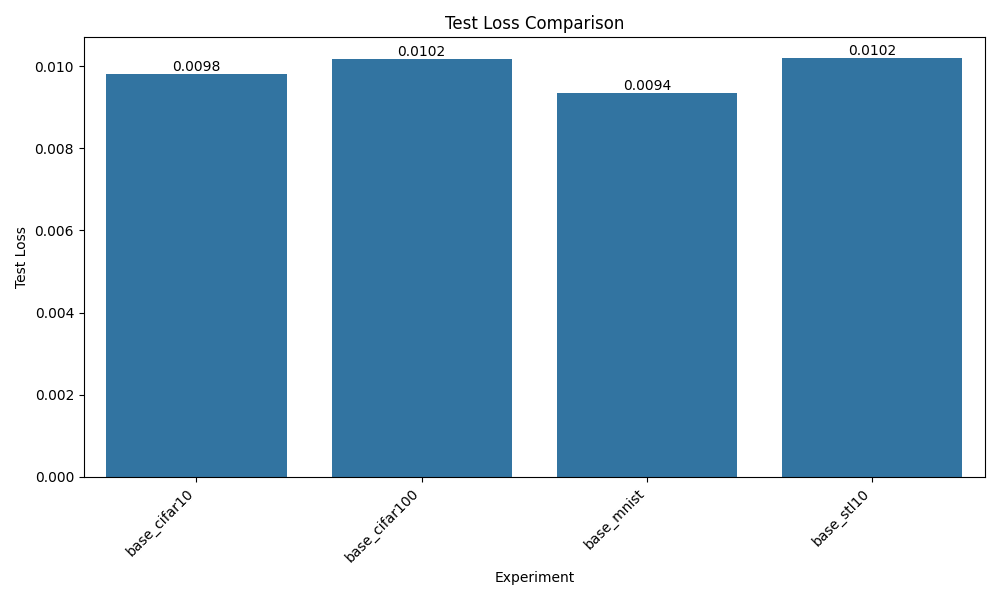 Test Loss Comparison
0.0098
0.0102
0.0094
0.0102
0.010
0.008
0.006
0.004
0.002
0.000
Test Loss
base_cifar10
base_cifar100
base_mnist
base_stl10
Experiment